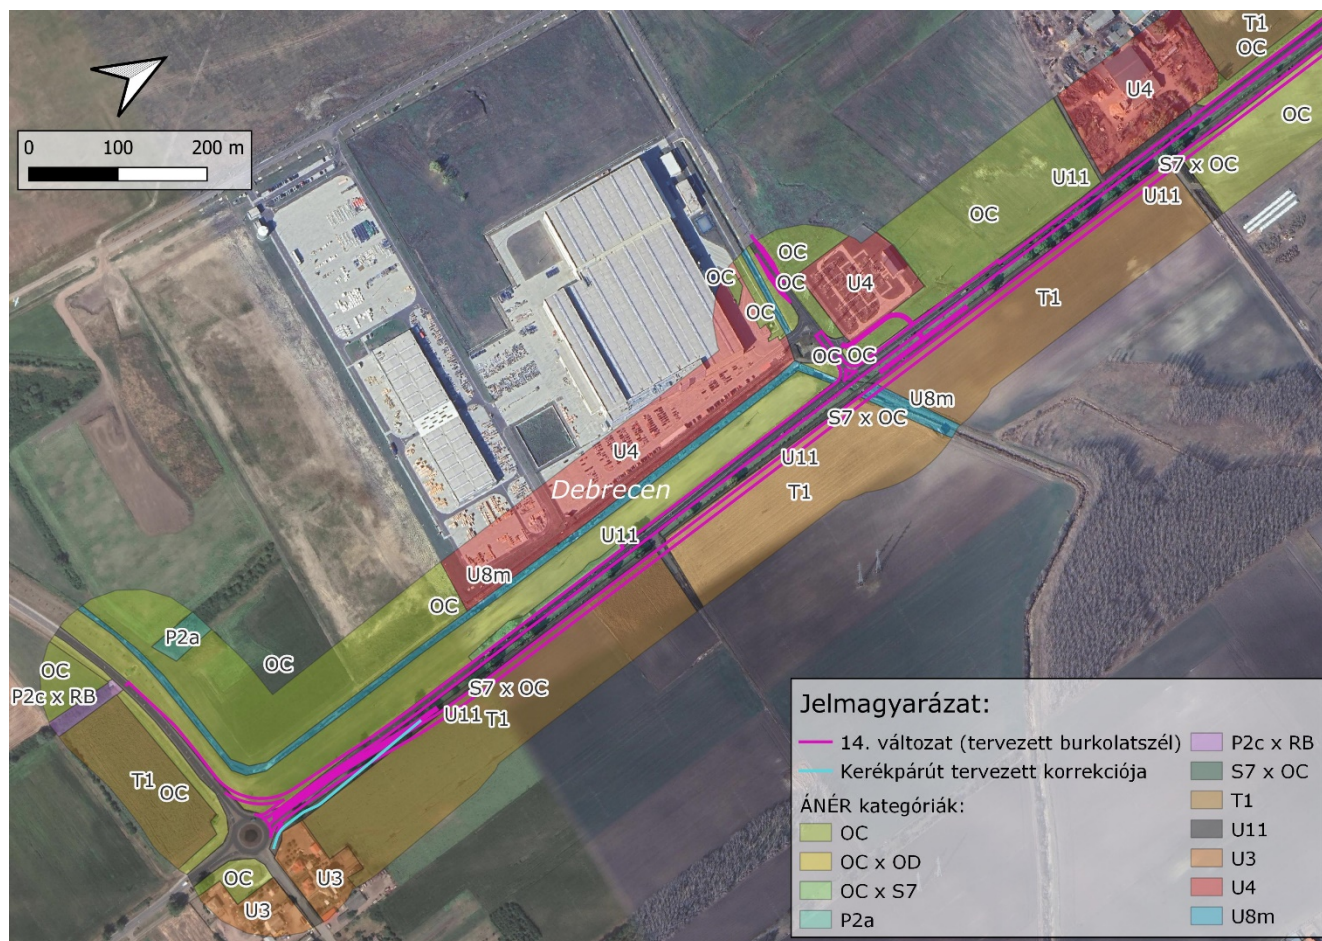 T1
OC
U4
OC
0 100 200 m
S7 x OC
U11
U11
OC
OC
OC
OC
U4
T1
OC
OC OC
U8m
S7 x OC
U4
U11
Debrecen
T1
U11
U8m
OC
P2a
OC
OC
S7 x OC
P2c x RB
U11
T1
T1
OC
OC
U3
U3
Jelmagyarázat:
14. változat (tervezett burkolatszél)
Kerékpárút tervezett korrekciója
ÁNÉR kategóriák:
OC
OC x OD
OC x S7
P2a
P2c x RB
S7 x OC
T1
U11
U3
U4
U8m